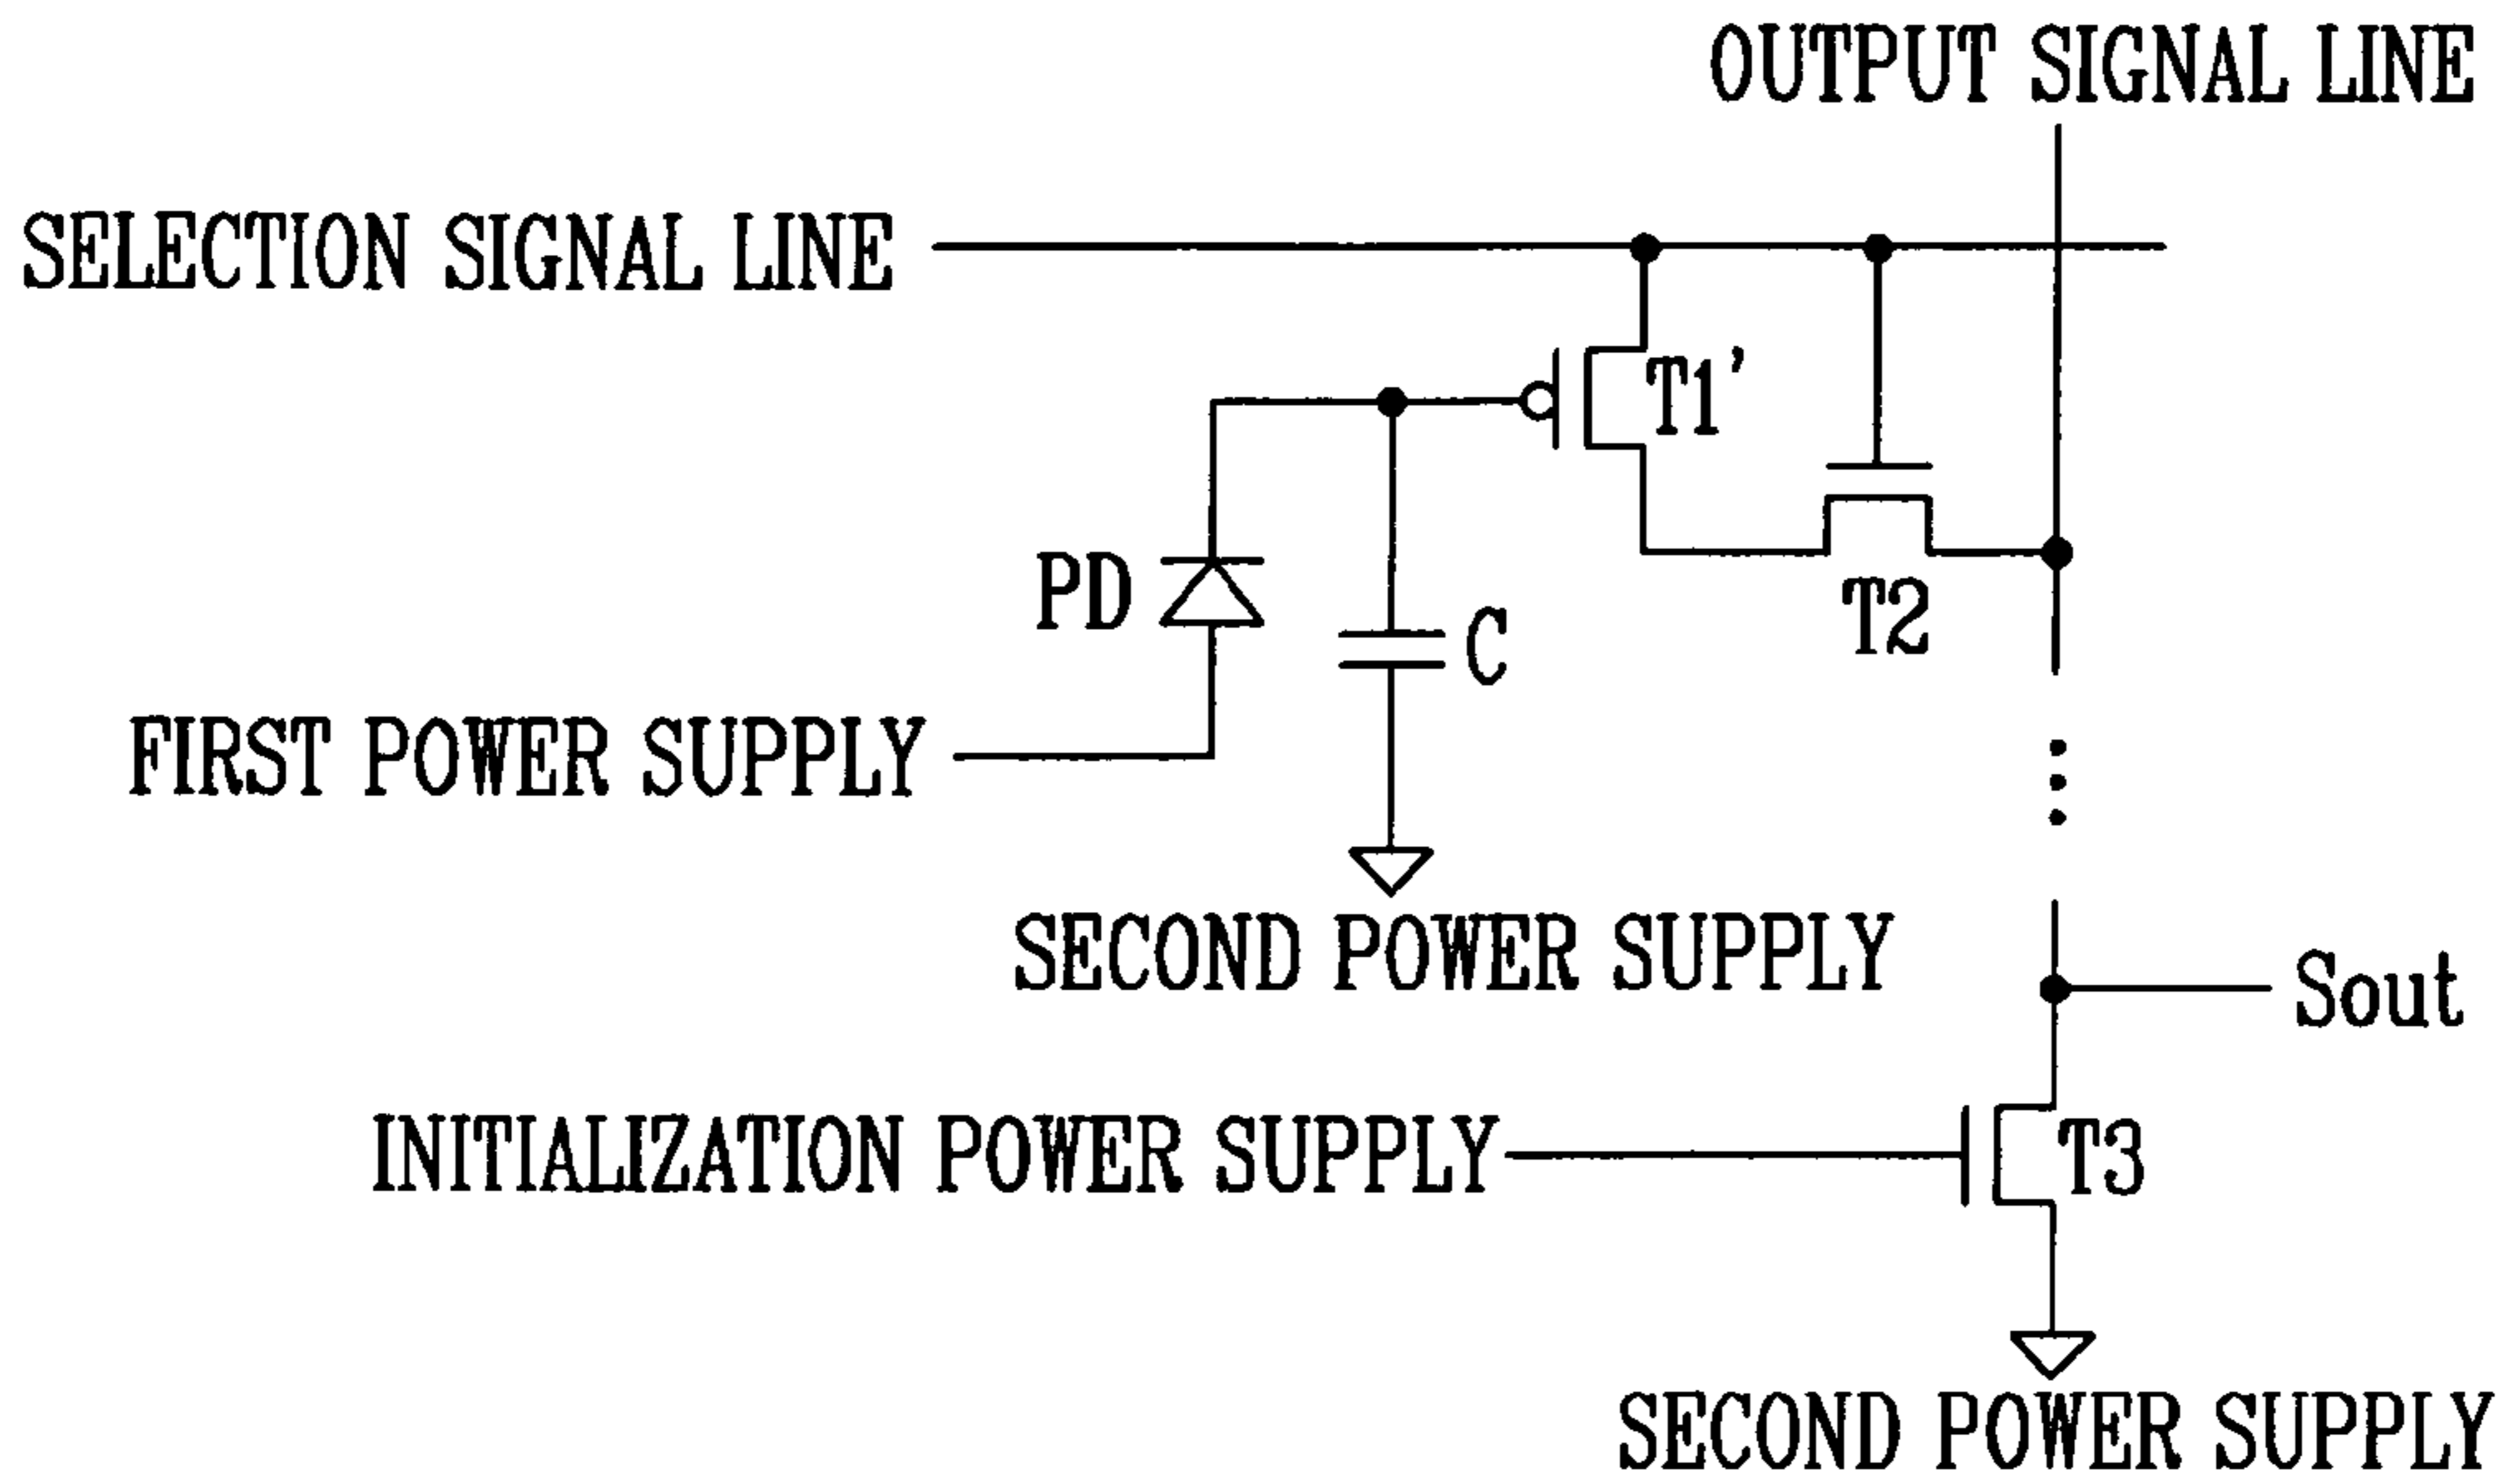 OUTPUT SIGNAL LINE
SELECTION SIGNAL LINE
T1'
PD
C
T2
FIRST POWER SUPPLY
SECOND POWER SUPPLY
Sout
INITIALIZATION POWER SUPPLY
T3
SECOND POWER SUPPLY